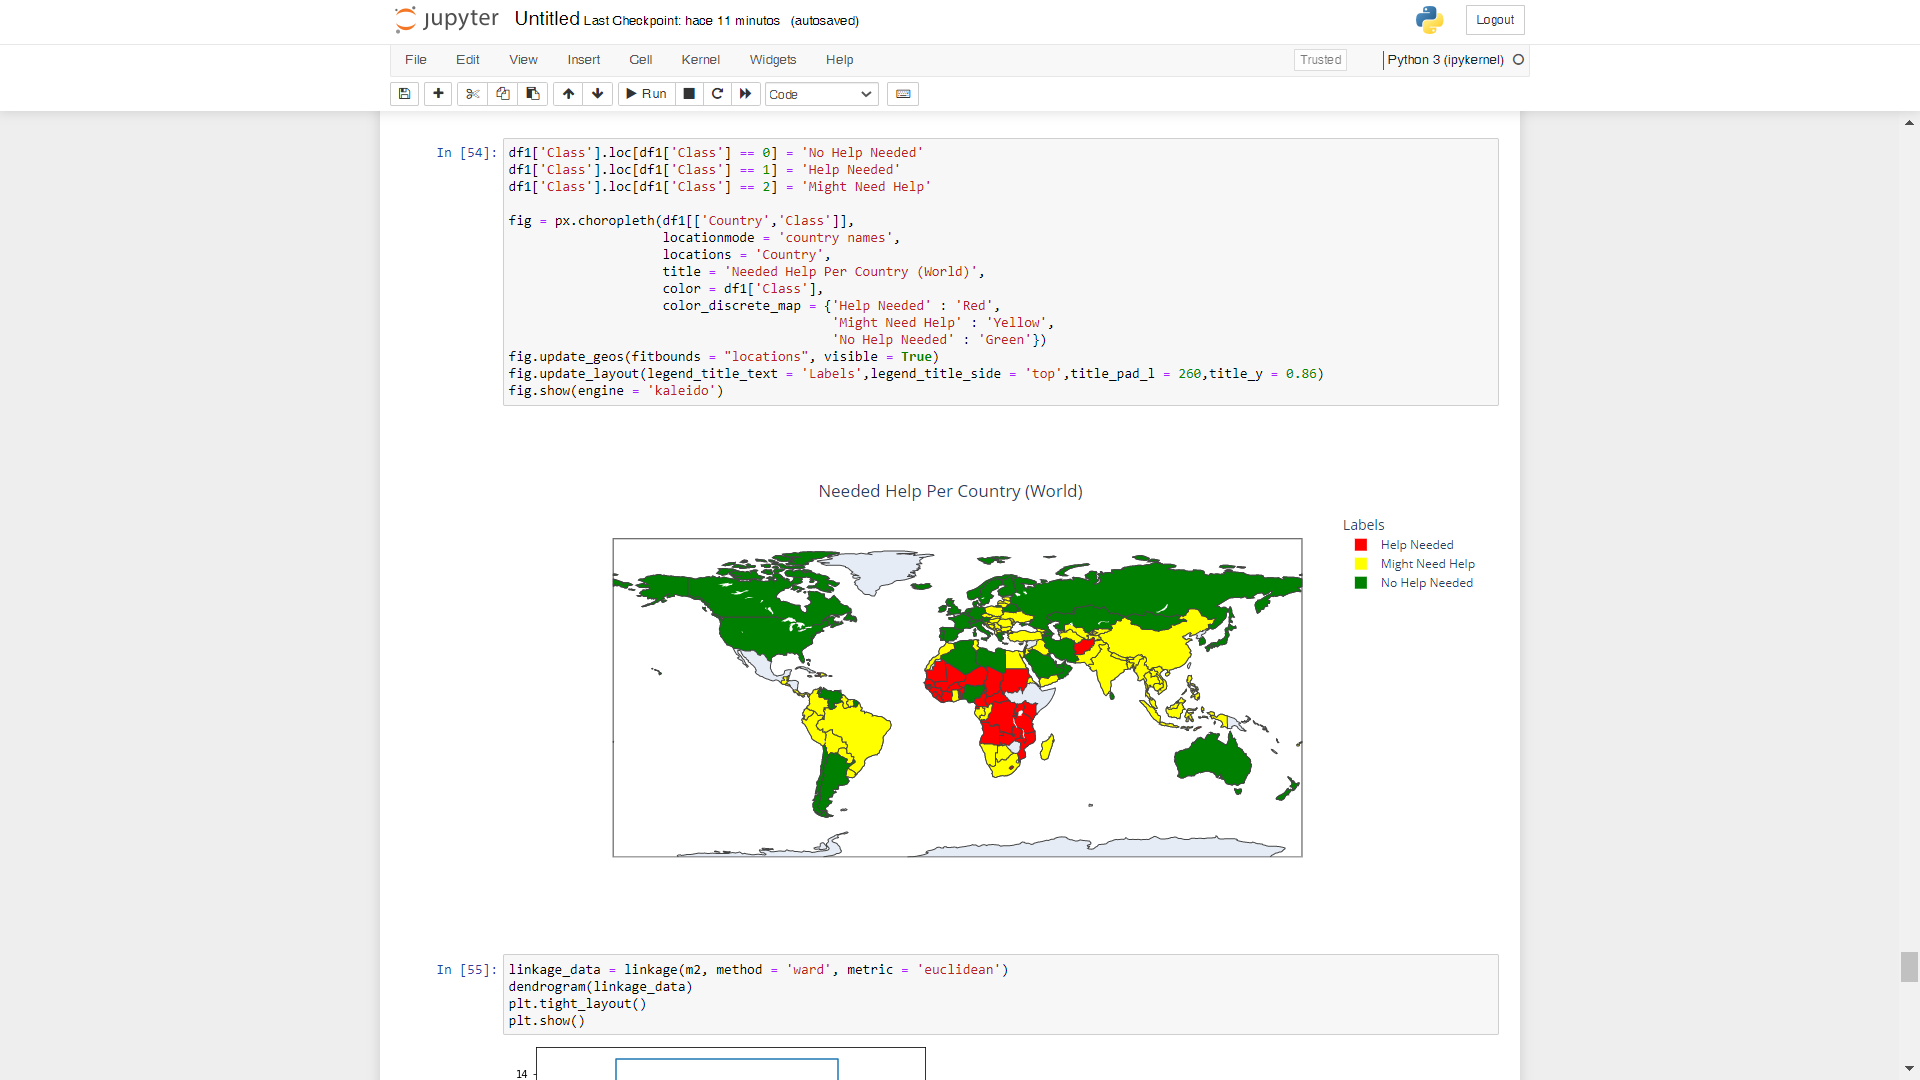 jupyter Untitled Last Checkpoint: hace 11 minutos (autosaved)
Logout
File Edit View Insert Cell Kernel Widgets Help
Trusted
Python 3 (ipykernel)
Run
Code
In [54]:
df1['Class'].loc[df1['Class'] == 0] = 'No Help Needed'
df1['Class'].loc[df1['Class'] == 1] = 'Help Needed'
df1['Class'].loc[df1['Class'] == 2] = 'Might Need Help'
fig = px.choropleth(df1[['Country','Class']],
locationmode = 'country names',
locations = 'Country',
title = 'Needed Help Per Country (World)',
color = df1['Class'],
color_discrete_map = {'Help Needed' : 'Red',
'Might Need Help' : 'Yellow',
'No Help Needed' : 'Green'})
fig.update_geos(fitbounds = "locations", visible = True)
fig.update_layout(legend_title_text = 'Labels',legend_title_side = 'top',title_pad_l = 260,title_y = 0.86)
fig.show(engine = 'kaleido')
Needed Help Per Country (World)
Labels
Help Needed
Might Need Help
No Help Needed
In [55]:
linkage_data = linkage(m2, method = 'ward', metric = 'euclidean')
dendrogram(linkage_data)
plt.tight_layout()
plt.show()
14